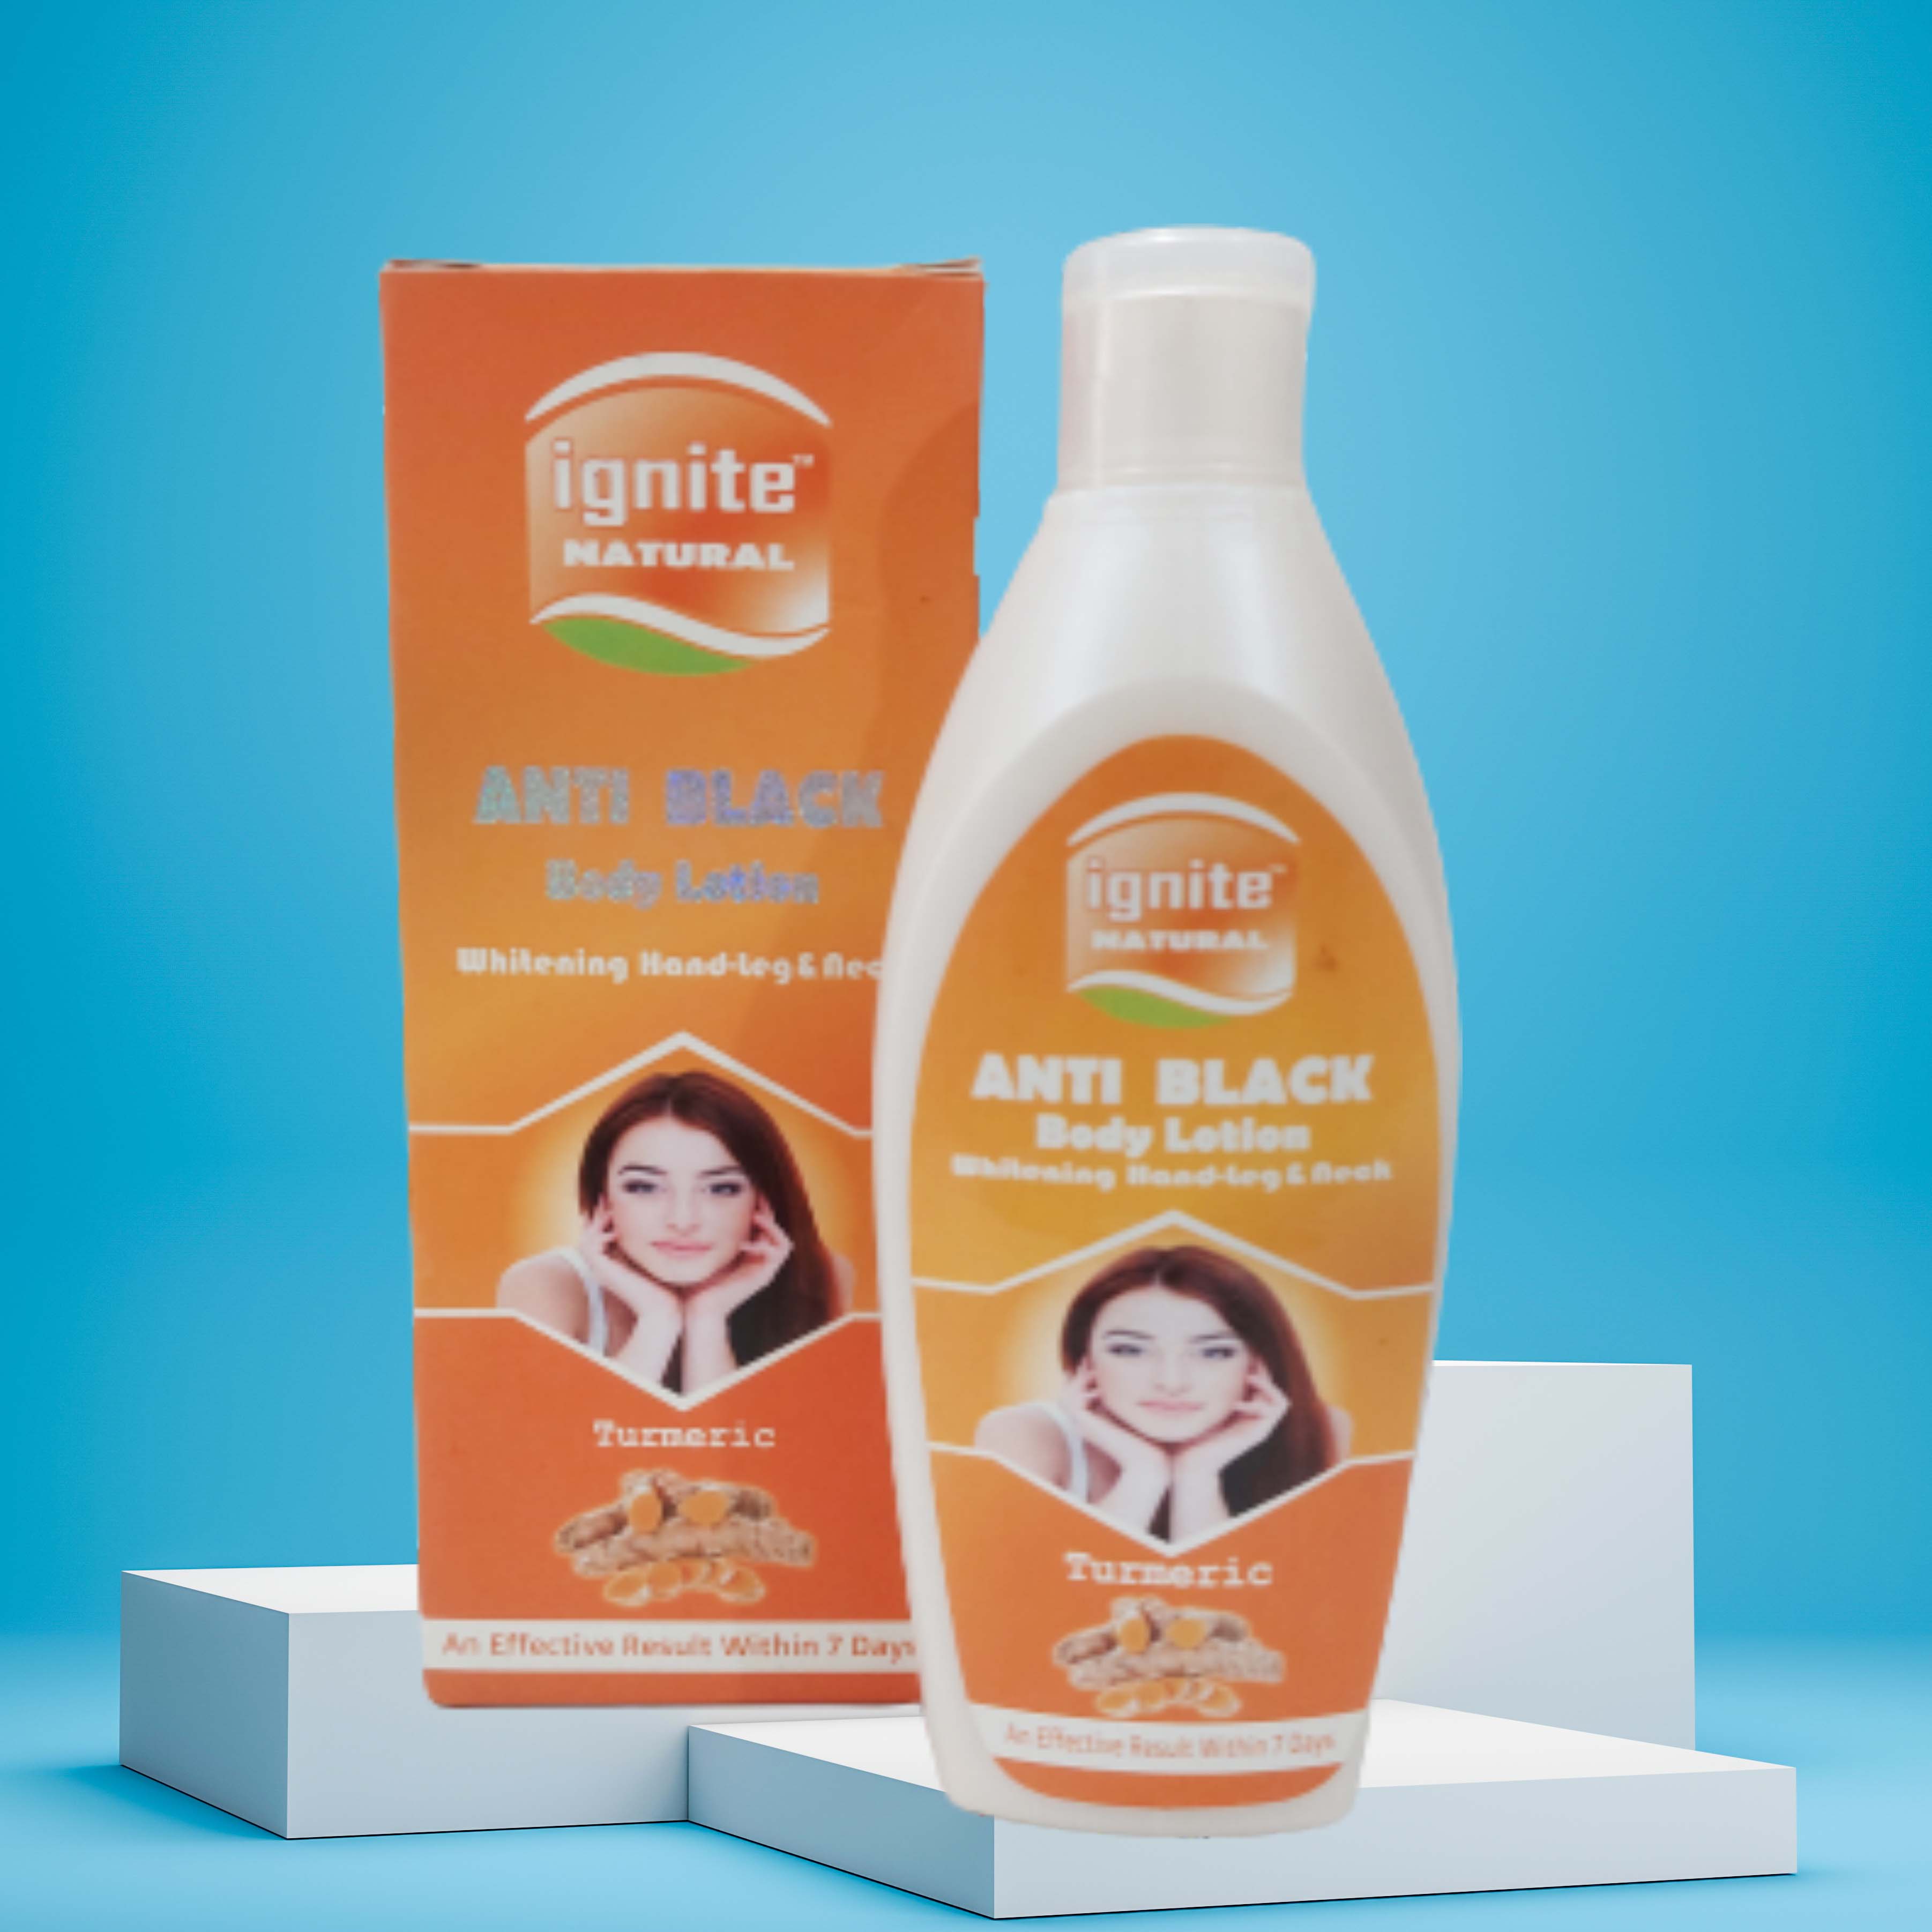 ignite™
NATURAL
ANTI BLACK
Body Lotion
Whitening Hand-Leg & Nec
Turmeric
An Effective Result Within 7 Days
ignite™
NATURAL
ANTI BLACK
Body Lotion
Whitening Hand-Leg & Neck
Turmeric
An Effective Result Within 7 Days